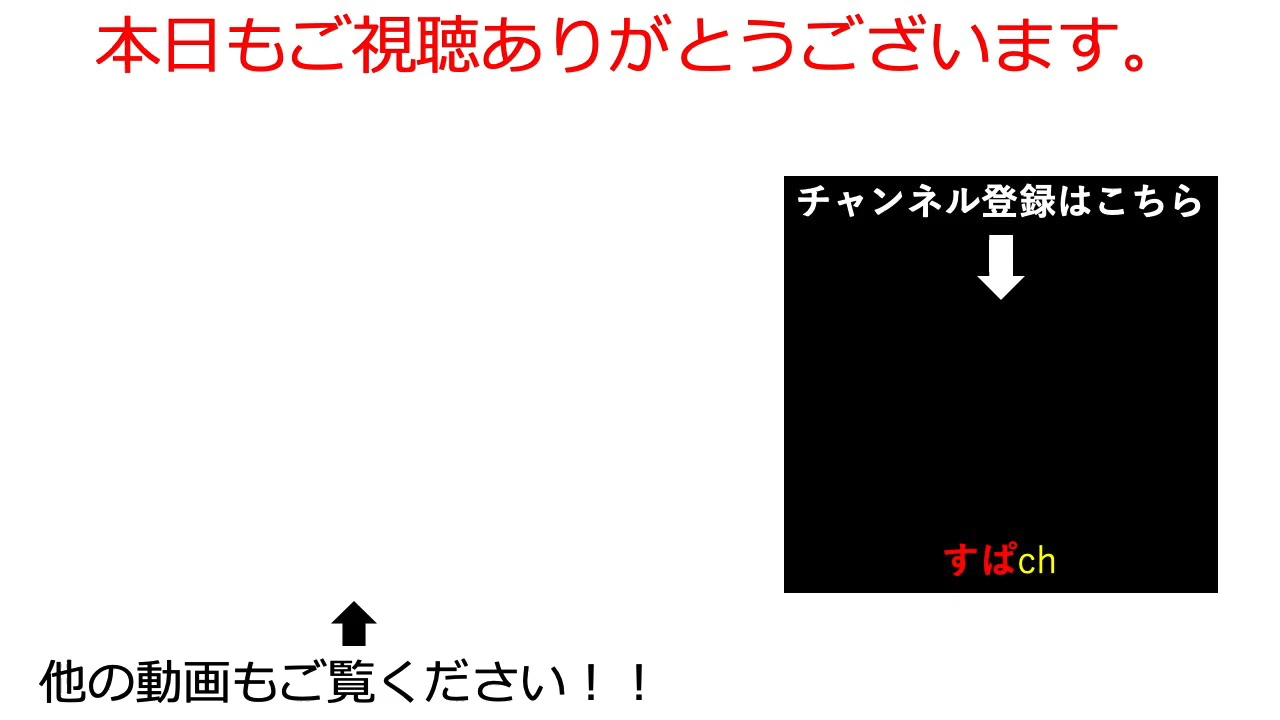 本日もご視聴ありがとうございます。
チャンネル登録はこちら
すぱch
他の動画もご覧ください！！